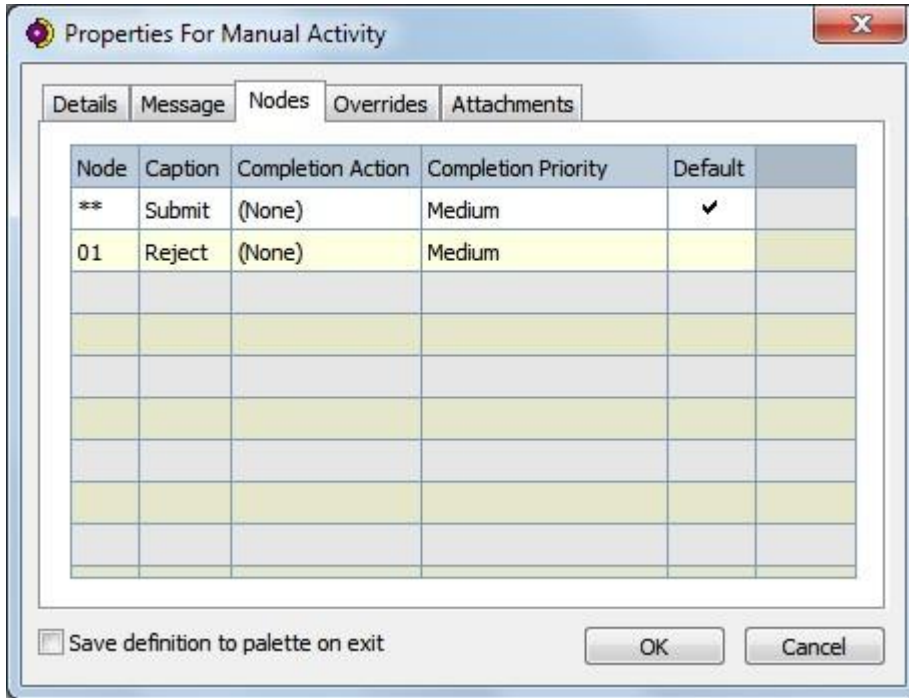 Properties For Manual Activity
Details Message Nodes Overrides Attachments
Node Caption Completion Action Completion Priority Default
** Submit (None) Medium ✔
01 Reject (None) Medium
Save definition to palette on exit OK Cancel